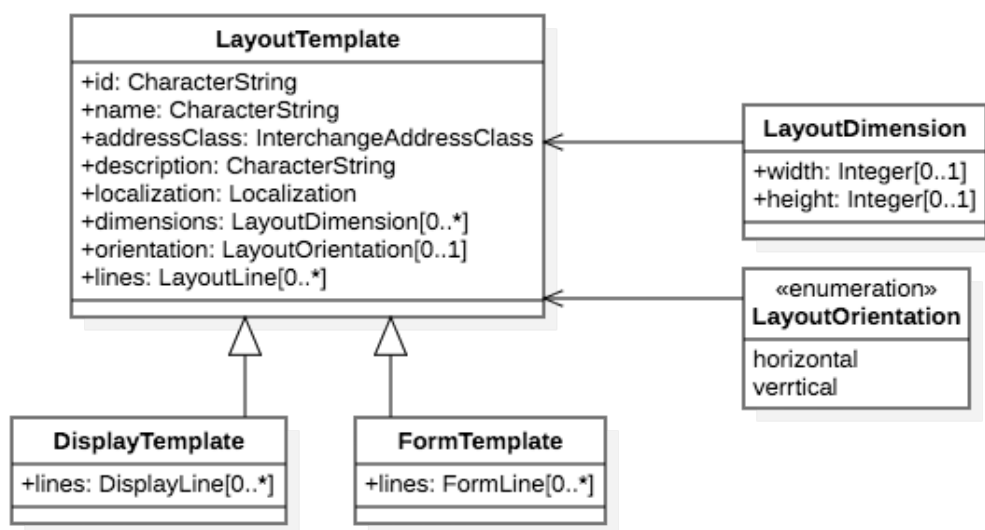 LayoutTemplate
+id: CharacterString
+name: CharacterString
+addressClass: InterchangeAddressClass
+description: CharacterString
+localization: Localization
+dimensions: LayoutDimension[0..*]
+orientation: LayoutOrientation[0..1]
+lines: LayoutLine[0..*]
LayoutDimension
+width: Integer[0..1]
+height: Integer[0..1]
«enumeration»
LayoutOrientation
horizontal
verrtical
DisplayTemplate
+lines: DisplayLine[0..*]
FormTemplate
+lines: FormLine[0..*]